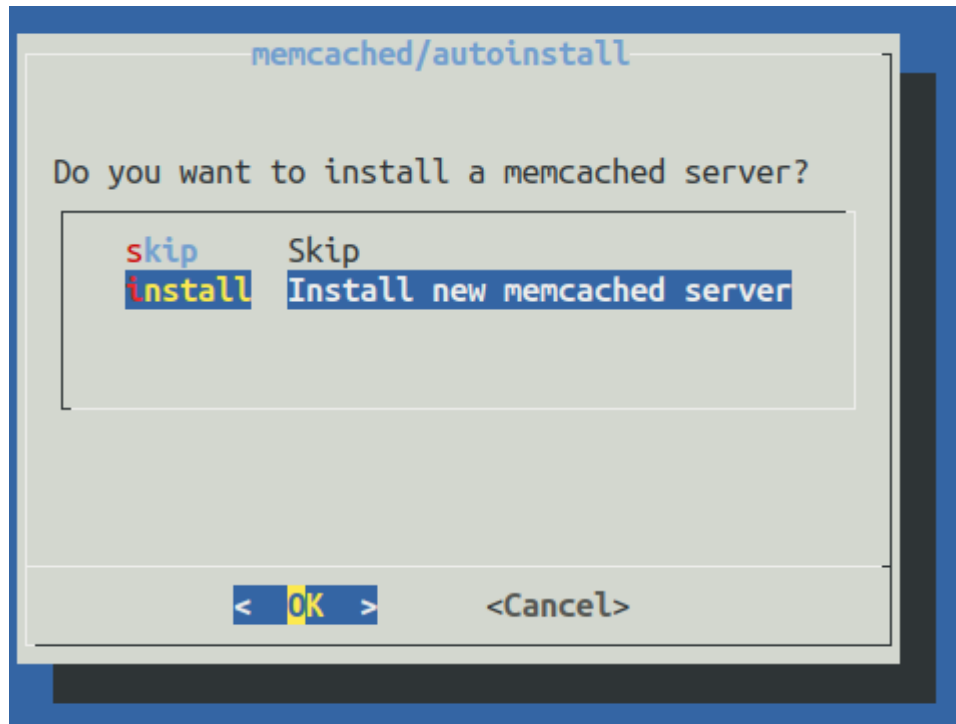 memcached/autoinstall
Do you want to install a memcached server?
skip Skip
install Install new memcached server
< OK > <Cancel>